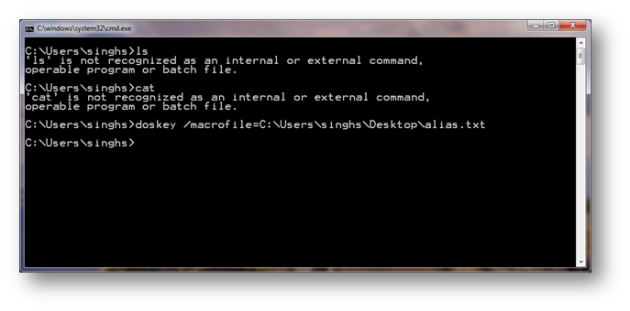 C:\windows\system32\cmd.exe
C:\Users\singhs>ls
'ls' is not recognized as an internal or external command,
operable program or batch file.
C:\Users\singhs>cat
'cat' is not recognized as an internal or external command,
operable program or batch file.
C:\Users\singhs>doskey /macrofile=C:\Users\singhs\Desktop\alias.txt
C:\Users\singhs>